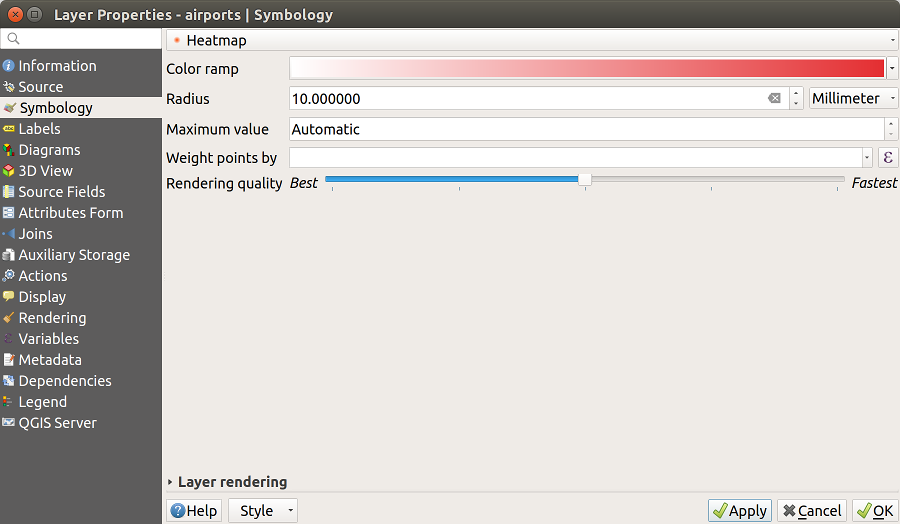 Layer Properties - airports | Symbology
Information
Source
Symbology
Labels
Diagrams
3D View
Source Fields
Attributes Form
Joins
Auxiliary Storage
Actions
Display
Rendering
Variables
Metadata
Dependencies
Legend
QGIS Server
Heatmap
Color ramp
Radius 10.000000 Millimeter
Maximum value Automatic
Weight points by ε
Rendering quality Best Fastest
Layer rendering
Help Style Apply Cancel OK